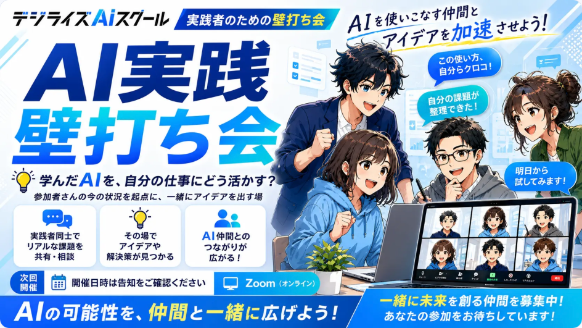 デジライズAiスクール
実践者のための壁打ち会
AIを使いこなす仲間と
アイデアを加速させよう!
AI実践
壁打ち会
学んだAIを、自分の仕事にどう活かす?
参加者さんの今の状況を起点に、一緒にアイデアを出す場
実践者同士で
リアルな課題を
共有・相談
その場で
アイデアや
解決策が見つかる
AI仲間との
つながりが
広がる!
この使い方、
自分らクロコ!
自分の課題が
整理できた!
明日から
試してみます!
次回
開催
開催日時は告知をご確認ください
Zoom(オンライン)
AIの可能性を、仲間と一緒に広げよう!
一緒に未来を創る仲間を募集中!
あなたの参加をお待ちしています!